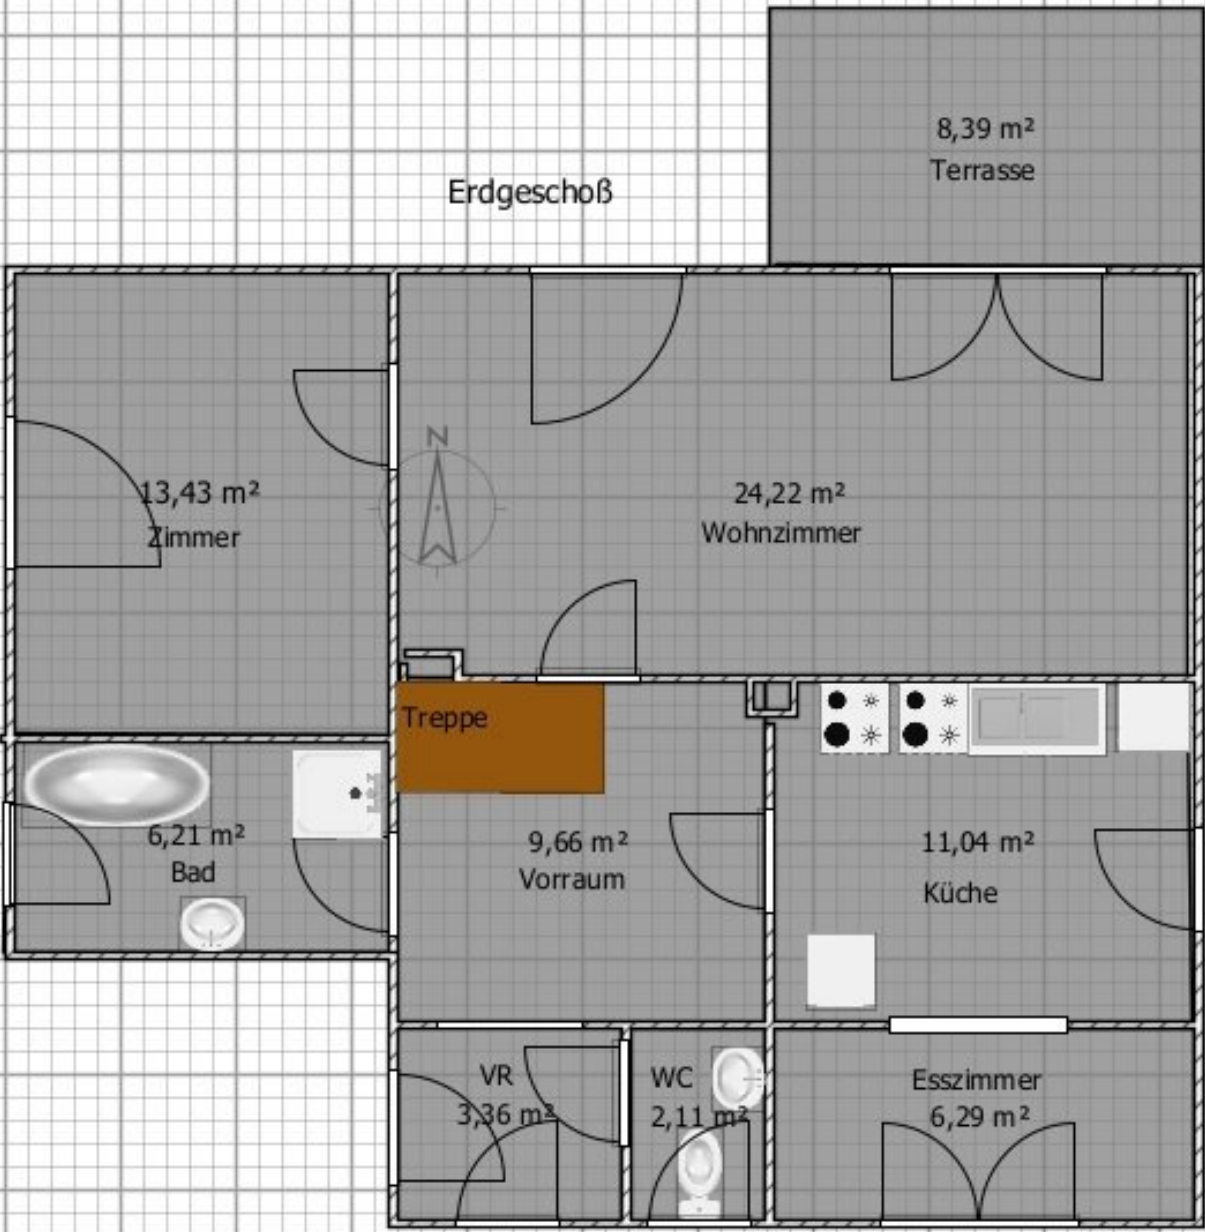 8,39 m²
Terrasse
Erdgeschoß
N
13,43 m²
Zimmer
24,22 m²
Wohnzimmer
Treppe
6,21 m²
Bad
9,66 m²
Vorraum
11,04 m²
Küche
VR
3,36 m²
WC
2,11 m²
Esszimmer
6,29 m²